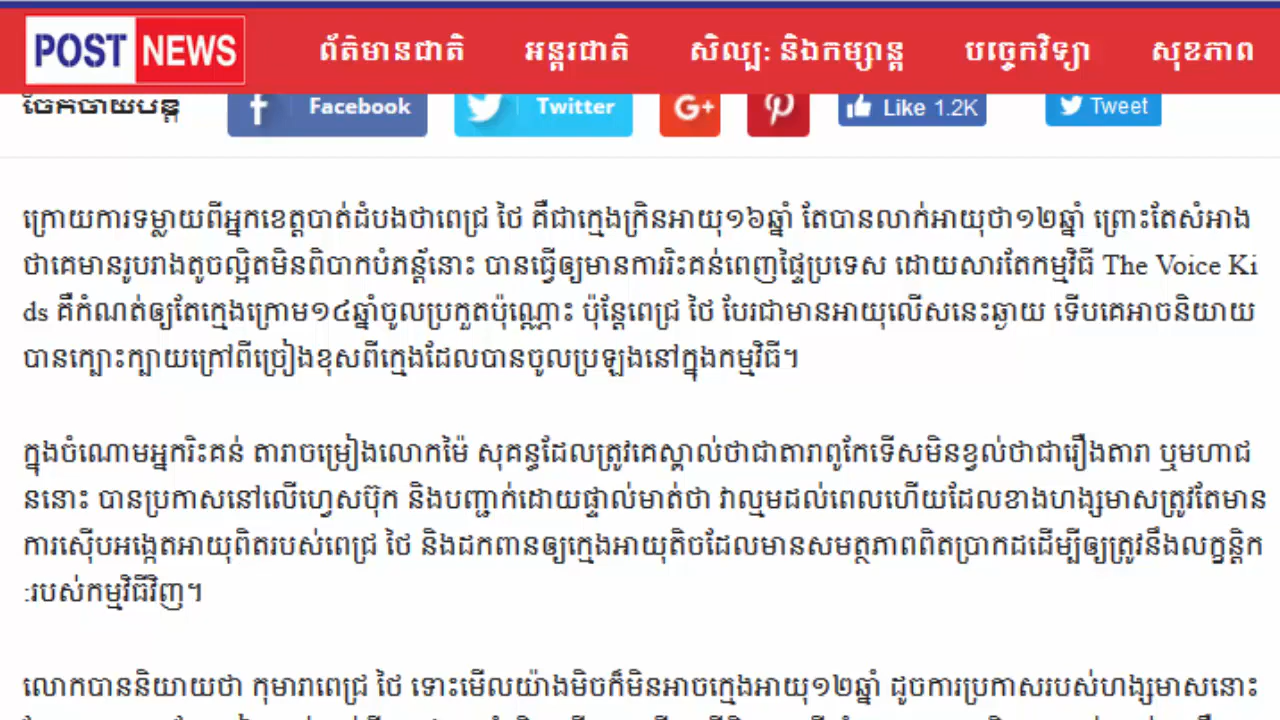 POST NEWS ព័ត៌មានជាតិ អន្តរជាតិ សិល្បៈ និងកម្សាន្ត បច្ចេកវិទ្យា សុខភាព
ចែកចាយបន្ត Facebook Twitter G+ Like 1.2K Tweet
ក្រោយការទម្លាយពីអ្នកខេត្តបាត់ដំបងថាពេជ្រ ថៃ គឺជាក្មេងក្រិនអាយុ១៦ឆ្នាំ តែបានលាក់អាយុថា១២ឆ្នាំ ព្រោះតែសំអាង
ថាគេមានរូបរាងតូចល្អិតមិនពិបាកបំភន្ត័នោះ បានធ្វើឲ្យមានការរិះគន់ពេញផ្ទៃប្រទេស ដោយសារតែកម្មវិធី The Voice Ki
ds គឺកំណត់ឲ្យតែក្មេងក្រោម១៤ឆ្នាំចូលប្រកួតប៉ុណ្ណោះ ប៉ុន្តែពេជ្រ ថៃ បែរជាមានអាយុលើសនេះឆ្ងាយ ទើបគេអាចនិយាយ
បានក្បោះក្បាយក្រៅពីច្រៀងខុសពីក្មេងដែលបានចូលប្រឡងនៅក្នុងកម្មវិធី។
ក្នុងចំណោមអ្នករិះគន់ តារាចម្រៀងលោកម៉ៃ សុគន្ធដែលត្រូវគេស្គាល់ថាជាតារាពូកែទើសមិនខ្វល់ថាជារឿងតារា ឬមហាជ
ននោះ បានប្រកាសនៅលើហ្វេសប៊ុក និងបញ្ជាក់ដោយផ្ទាល់មាត់ថា វាល្មមដល់ពេលហើយដែលខាងហង្សមាសត្រូវតែមាន
ការស៊ើបអង្កេតអាយុពិតរបស់ពេជ្រ ថៃ និងដកពានឲ្យក្មេងអាយុតិចដែលមានសមត្ថភាពពិតប្រាកដដើម្បីឲ្យត្រូវនឹងលក្ខន្តិក
ៈរបស់កម្មវិធីវិញ។
លោកបាននិយាយថា កុមារាពេជ្រ ថៃ ទោះមើលយ៉ាងមិចក៏មិនអាចក្មេងអាយុ១២ឆ្នាំ ដូចការប្រកាសរបស់ហង្សមាសនោះ